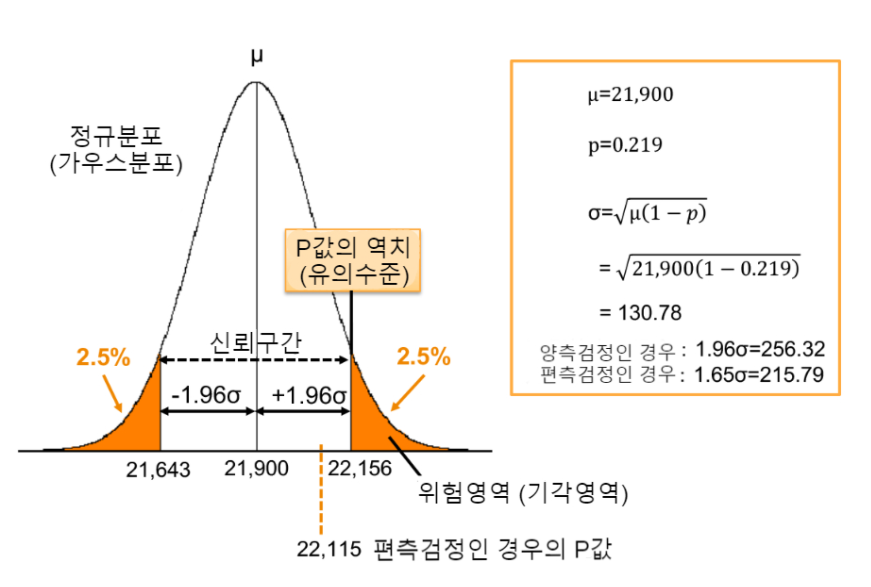 μ
정규분포
(가우스분포)
P값의 역치
(유의수준)
신뢰구간
2.5%
2.5%
-1.96σ
+1.96σ
21,643
21,900
22,156
위험영역 (기각영역)
22,115 편측검정인 경우의 P값
μ=21,900
p=0.219
σ=√μ(1 − p)
=√21,900(1 − 0.219)
= 130.78
양측검정인 경우 : 1.96σ=256.32
편측검정인 경우 : 1.65σ=215.79